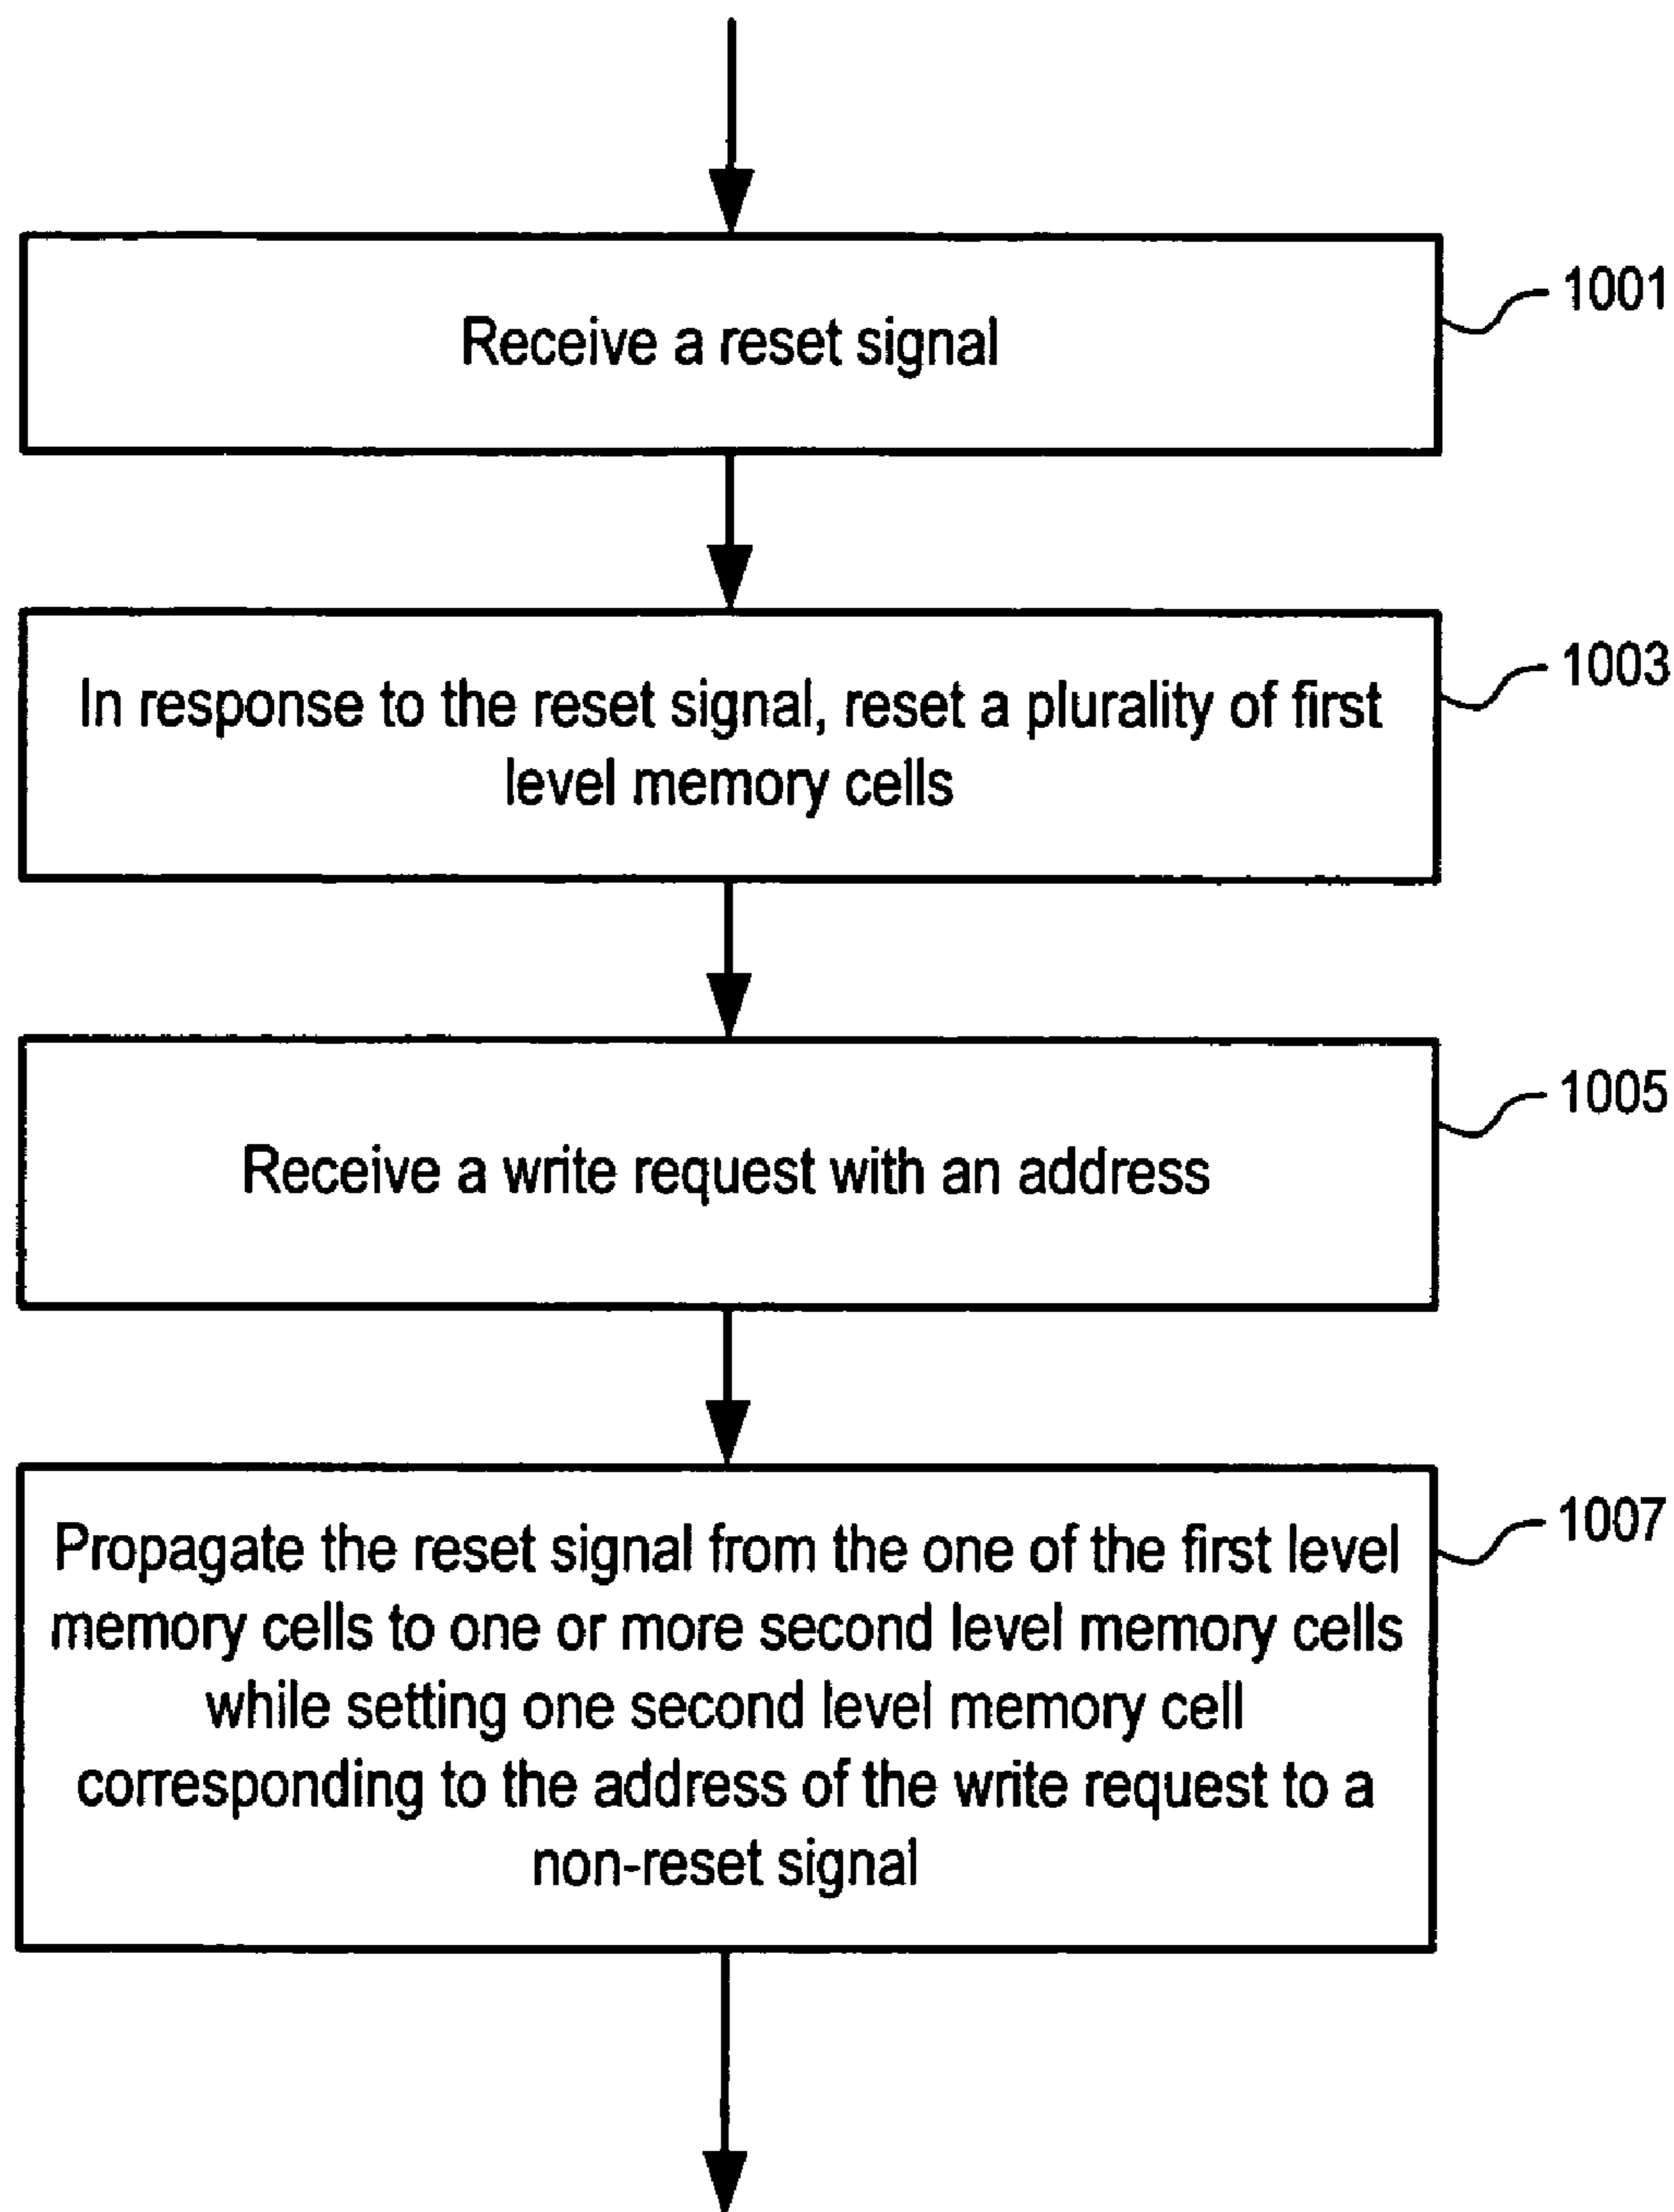 Receive a reset signal
1001
In response to the reset signal, reset a plurality of first
level memory cells
1003
Receive a write request with an address
1005
Propagate the reset signal from the one of the first level
memory cells to one or more second level memory cells
while setting one second level memory cell
corresponding to the address of the write request to a
non-reset signal
1007